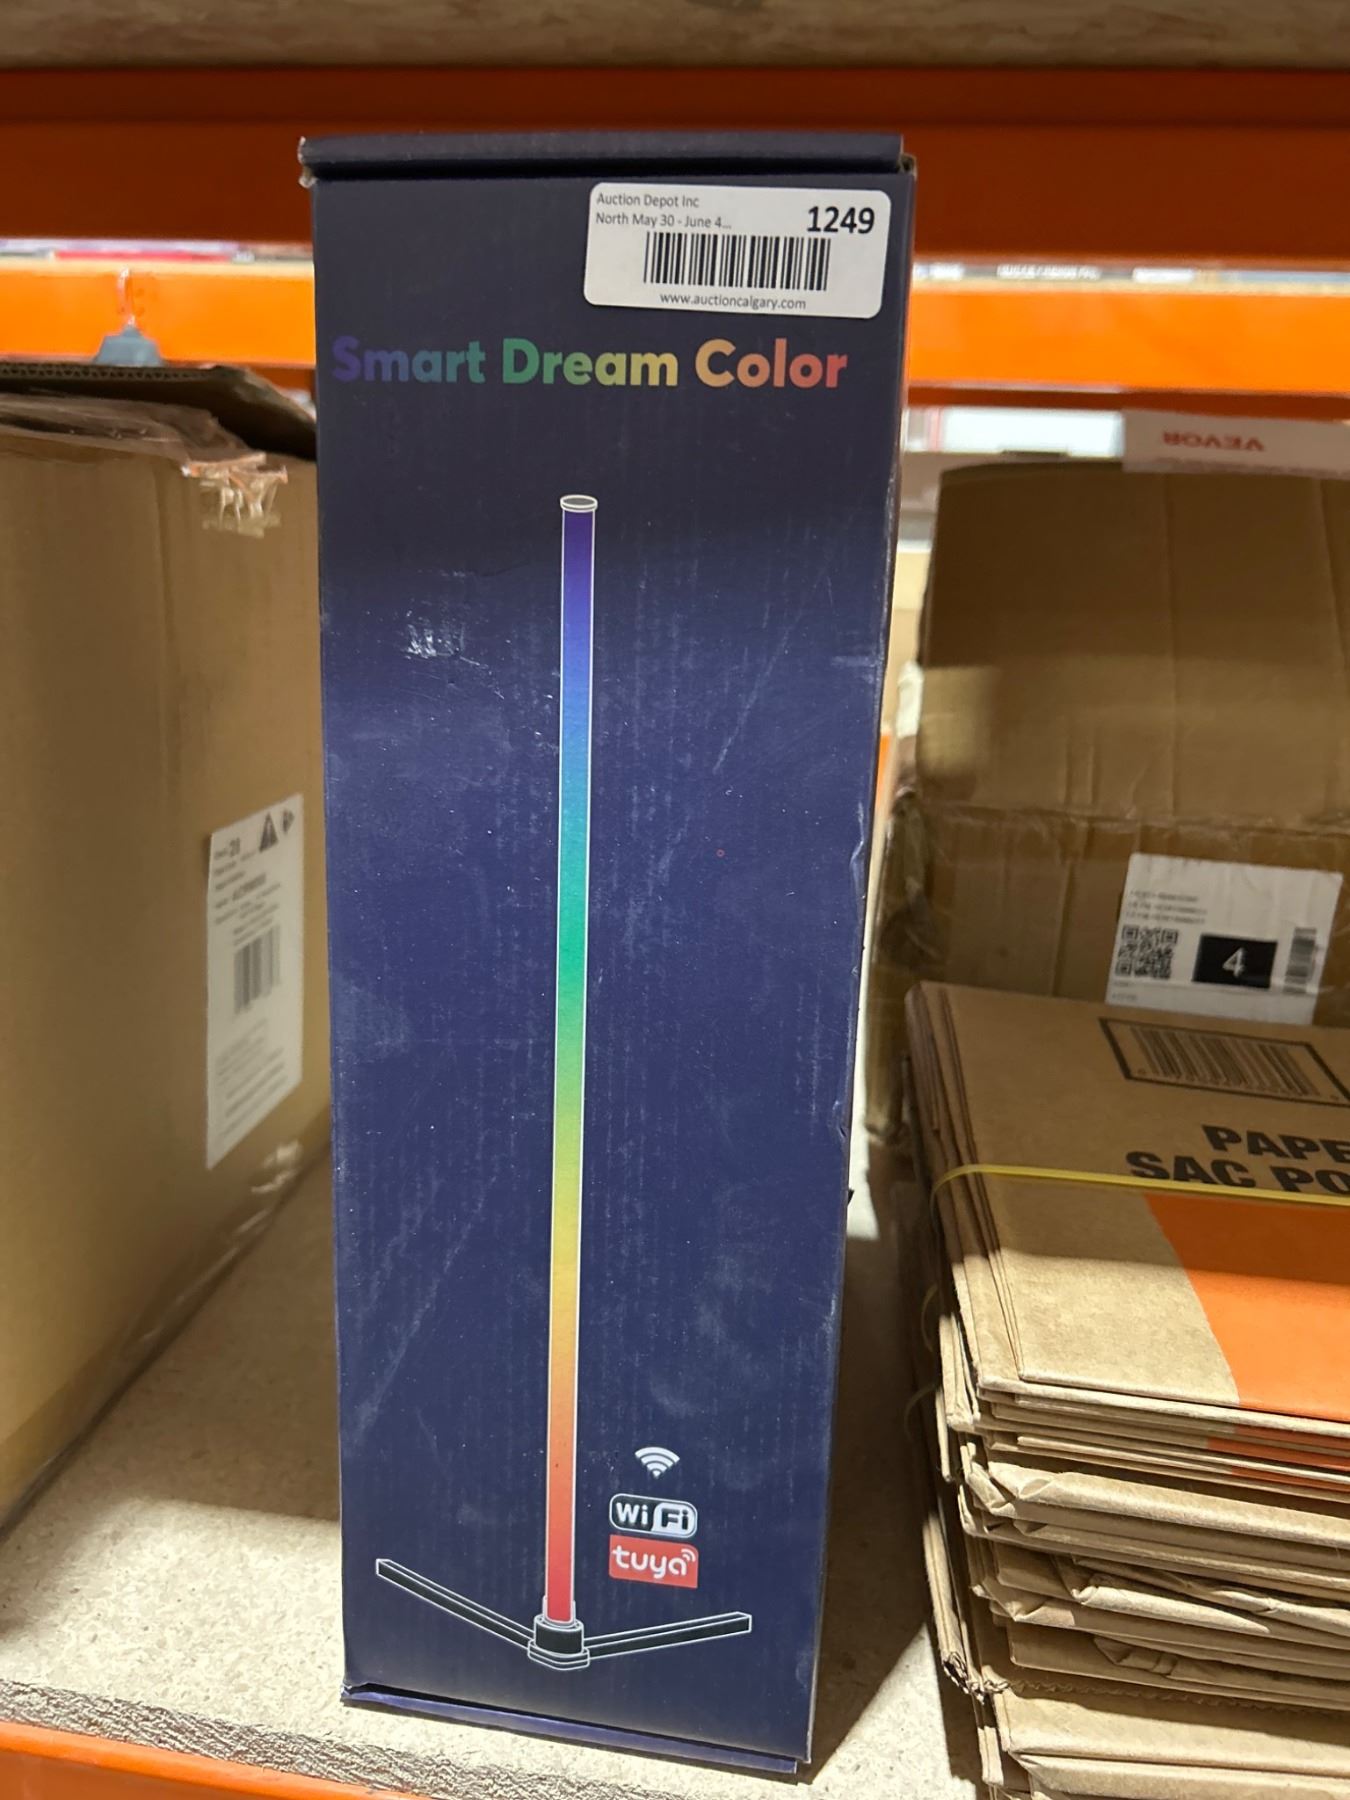 Auction Depot Inc
North May 30 - June 4...
1249
www.auctioncalgary.com
Smart Dream Color
WiFi
tuya
VEVOR
4
PAPE
SAC PO